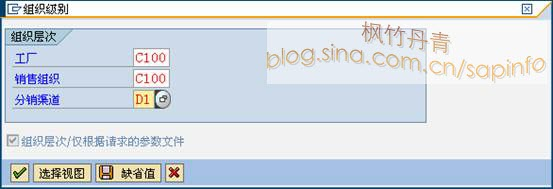 组织级别
枫竹丹青
blog.sina.com.cn/sapinfo
组织层次
工厂 C100
销售组织 C100
分销渠道 D1
组织层次/仅根据请求的参数文件
选择视图 缺省值